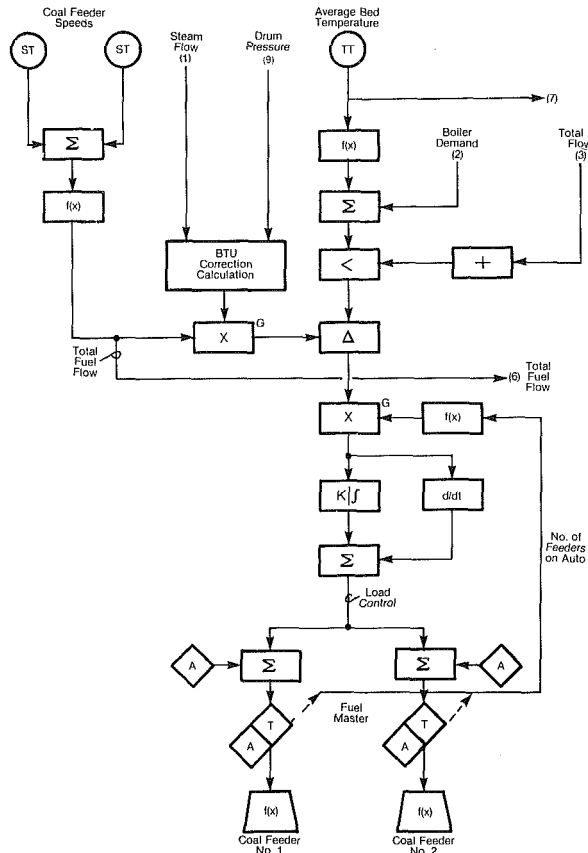 Coal Feeder
Speeds
ST
ST
Steam
Flow
(1)
Drum
Pressure
(9)
Average Bed
Temperature
TT
(7)
Σ
f(x)
f(x)
Boiler
Demand
(2)
Total
Flow
(3)
Σ
<
+
BTU
Correction
Calculation
X
G
Δ
Total
Fuel
Flow
(6)
Total
Fuel
Flow
X
G
f(x)
K|∫
d/dt
Σ
No. of
Feeders
on Auto
Load
Control
A
Σ
Σ
A
T
A
Fuel
Master
T
A
f(x)
f(x)
Coal Feeder
No. 1
Coal Feeder
No. 2